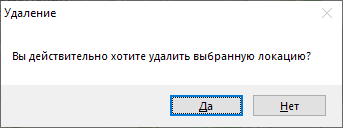 Удаление
Вы действительно хотите удалить выбранную локацию?
Да
Нет